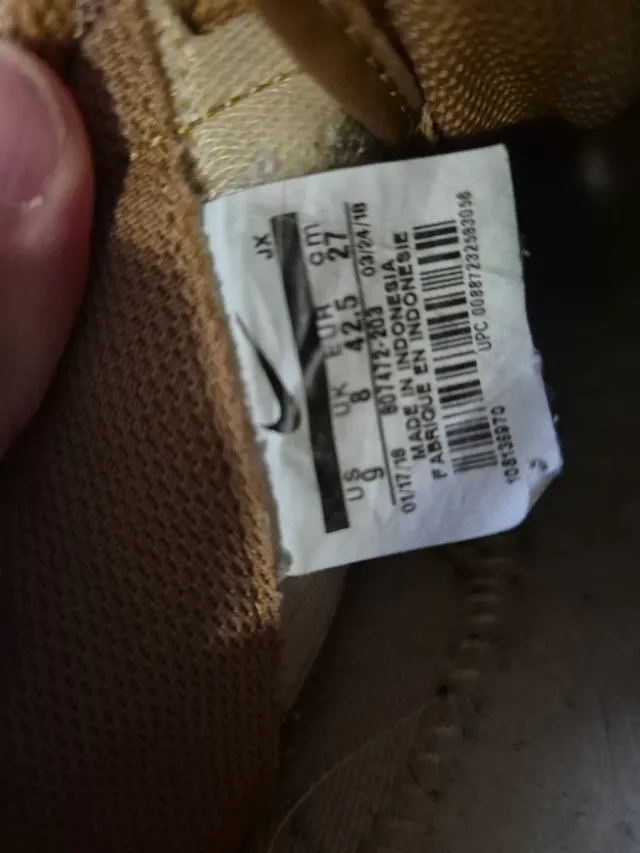 JX
US UK EUR cm
9 8 42.5 27
807472-203
01/17/18 03/24/18
MADE IN INDONESIA
FABRIQUE EN INDONESIE
UPC 00887232593058
108136970